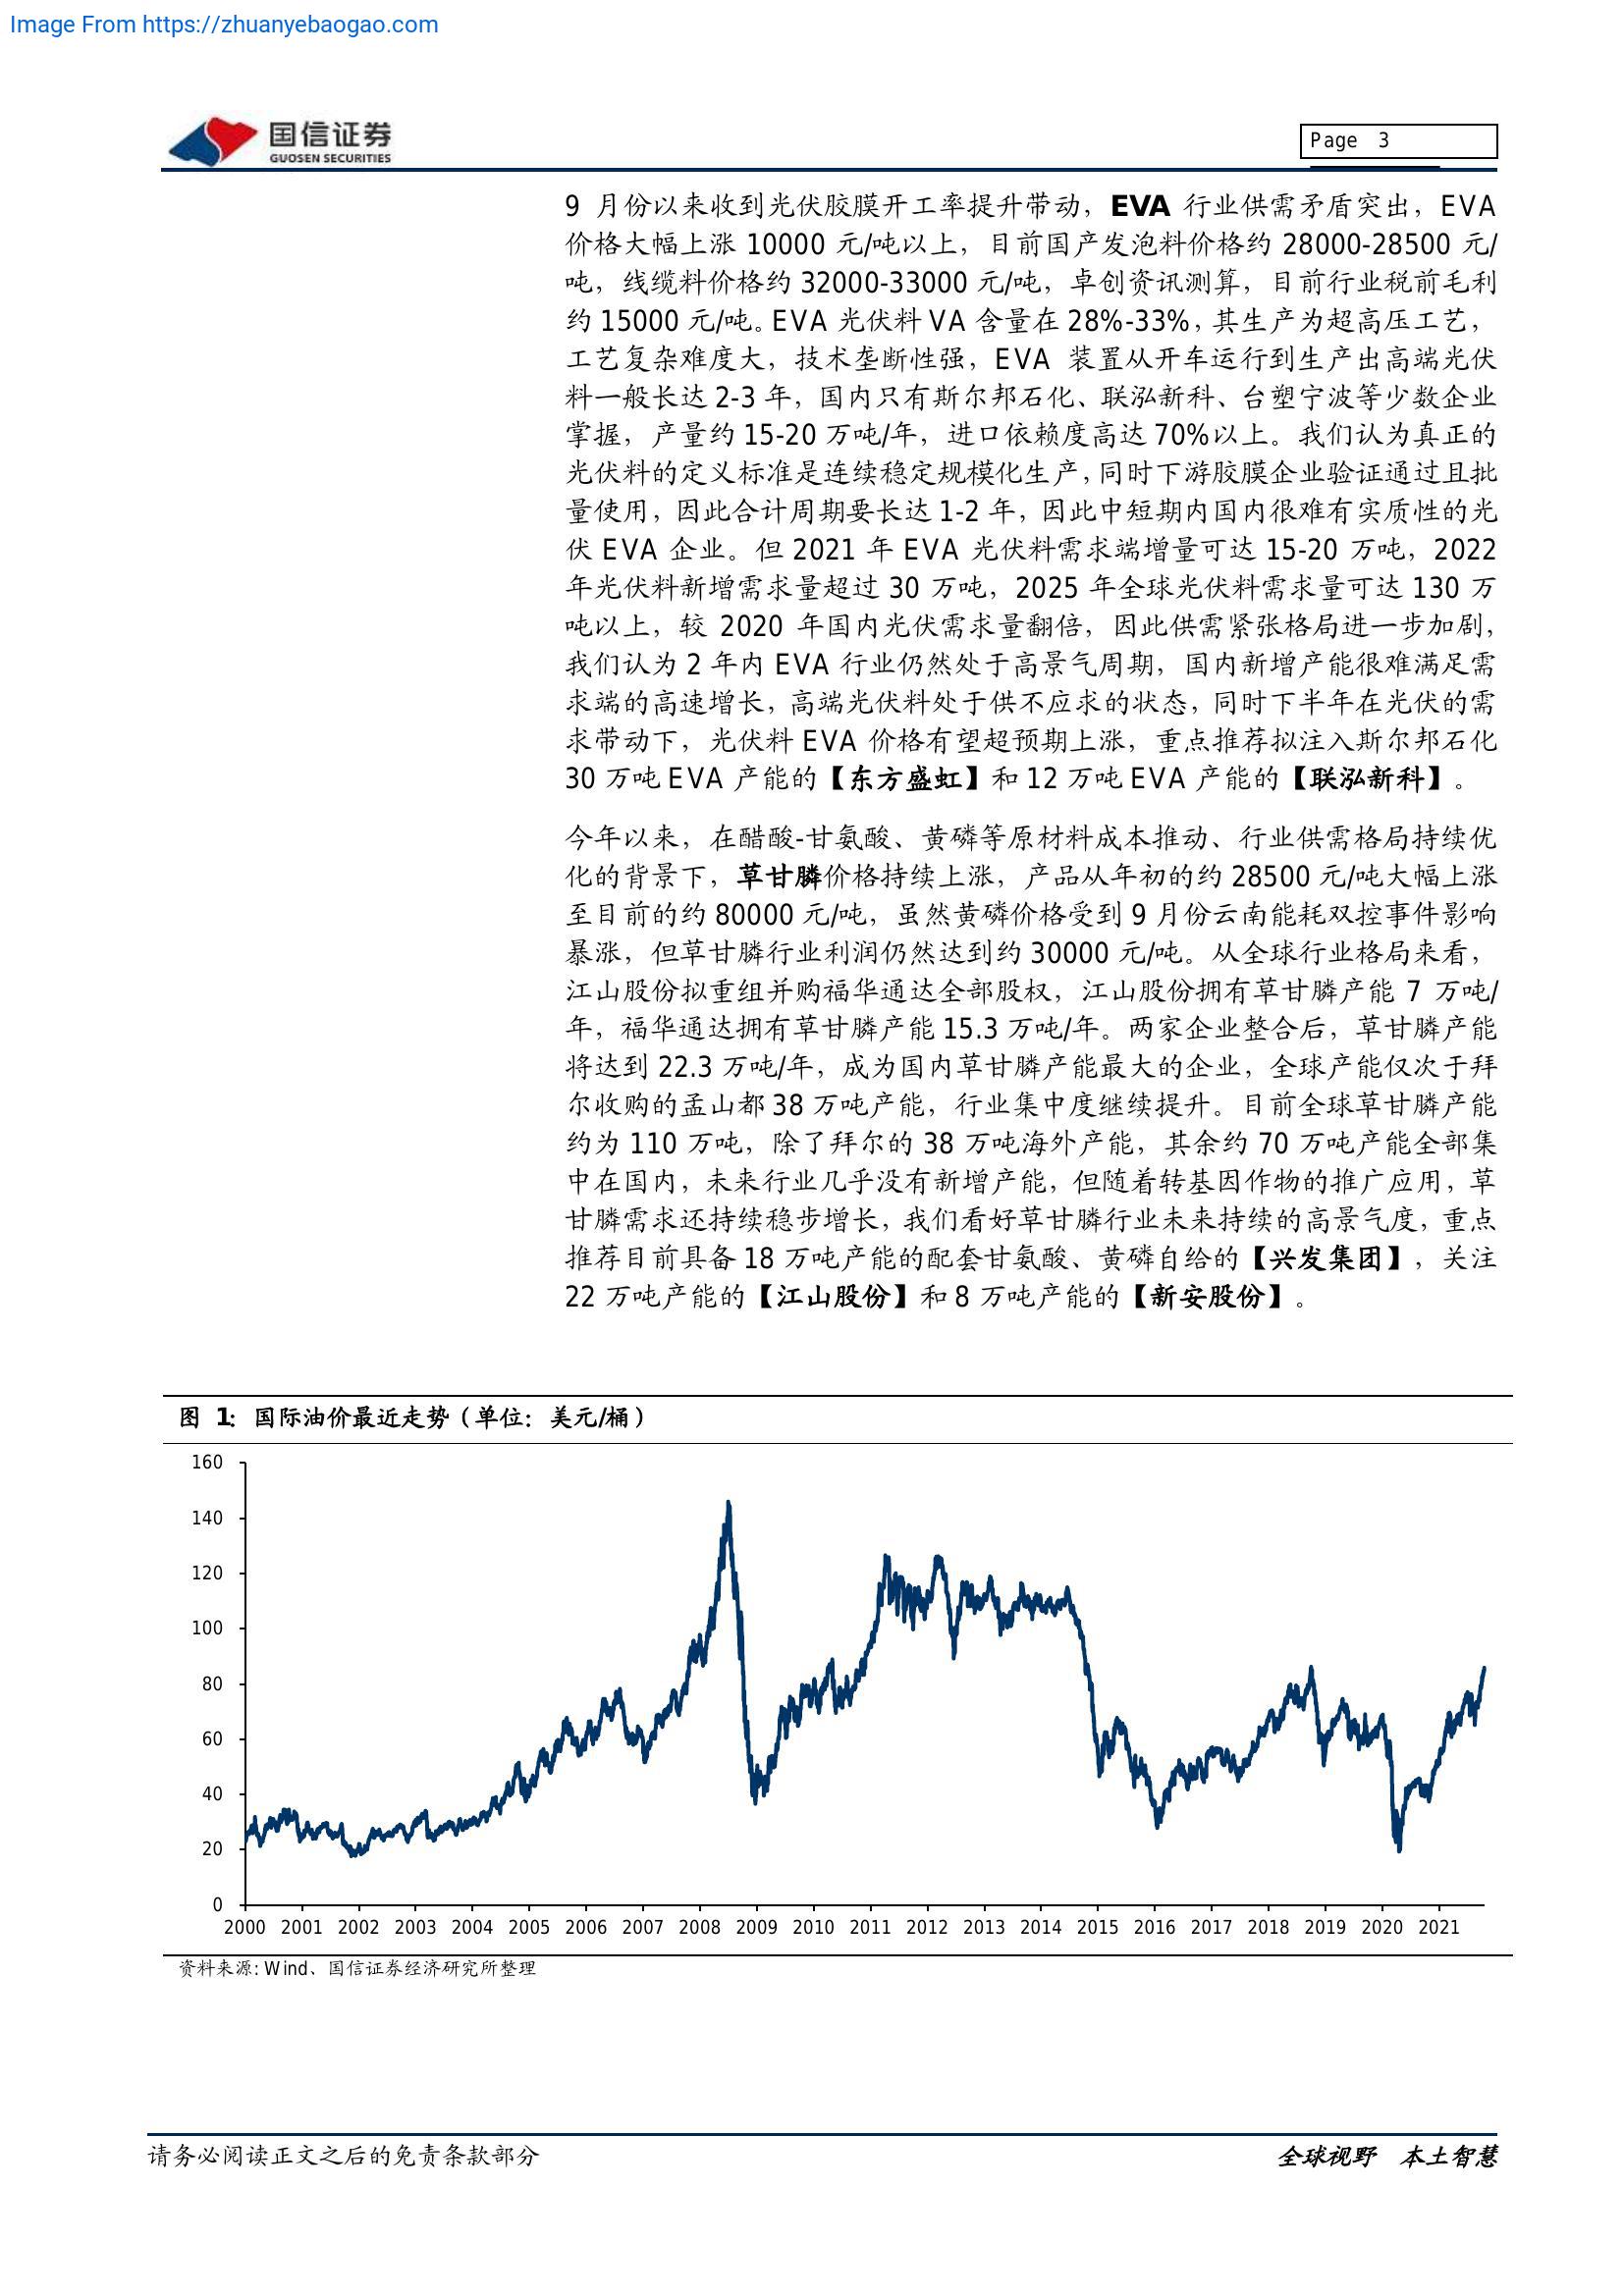 Image From https://zhuanyebaogao.com
国信证券
GUOSEN SECURITIES
Page 3
9 月份以来收到光伏胶膜开工率提升带动，EVA 行业供需矛盾突出，EVA
价格大幅上涨 10000 元/吨以上，目前国产发泡料价格约 28000-28500 元/
吨，线缆料价格约 32000-33000 元/吨，卓创资讯测算，目前行业税前毛利
约 15000 元/吨。EVA 光伏料 VA 含量在 28%-33%，其生产为超高压工艺，
工艺复杂难度大，技术垄断性强，EVA 装置从开车运行到生产出高端光伏
料一般长达 2-3 年，国内只有斯尔邦石化、联泓新科、台塑宁波等少数企业
掌握，产量约 15-20 万吨/年，进口依赖度高达 70%以上。我们认为真正的
光伏料的定义标准是连续稳定规模化生产，同时下游胶膜企业验证通过且批
量使用，因此合计周期要长达 1-2 年，因此中短期内国内很难有实质性的光
伏 EVA 企业。但 2021 年 EVA 光伏料需求端增量可达 15-20 万吨，2022
年光伏料新增需求量超过 30 万吨，2025 年全球光伏料需求量可达 130 万
吨以上，较 2020 年国内光伏需求量翻倍，因此供需紧张格局进一步加剧，
我们认为 2 年内 EVA 行业仍然处于高景气周期，国内新增产能很难满足需
求端的高速增长，高端光伏料处于供不应求的状态，同时下半年在光伏的需
求带动下，光伏料 EVA 价格有望超预期上涨，重点推荐拟注入斯尔邦石化
30 万吨 EVA 产能的【东方盛虹】和 12 万吨 EVA 产能的【联泓新科】。
今年以来，在醋酸-甘氨酸、黄磷等原材料成本推动、行业供需格局持续优
化的背景下，草甘膦价格持续上涨，产品从年初的约 28500 元/吨大幅上涨
至目前的约 80000 元/吨，虽然黄磷价格受到 9 月份云南能耗双控事件影响
暴涨，但草甘膦行业利润仍然达到约 30000 元/吨。从全球行业格局来看，
江山股份拟重组并购福华通达全部股权，江山股份拥有草甘膦产能 7 万吨/
年，福华通达拥有草甘膦产能 15.3 万吨/年。两家企业整合后，草甘膦产能
将达到 22.3 万吨/年，成为国内草甘膦产能最大的企业，全球产能仅次于拜
尔收购的孟山都 38 万吨产能，行业集中度继续提升。目前全球草甘膦产能
约为 110 万吨，除了拜尔的 38 万吨海外产能，其余约 70 万吨产能全部集
中在国内，未来行业几乎没有新增产能，但随着转基因作物的推广应用，草
甘膦需求还持续稳步增长，我们看好草甘膦行业未来持续的高景气度，重点
推荐目前具备 18 万吨产能的配套甘氨酸、黄磷自给的【兴发集团】，关注
22 万吨产能的【江山股份】和 8 万吨产能的【新安股份】。
图 1：国际油价最近走势（单位：美元/桶）
160
140
120
100
80
60
40
20
0
2000 2001 2002 2003 2004 2005 2006 2007 2008 2009 2010 2011 2012 2013 2014 2015 2016 2017 2018 2019 2020 2021
资料来源: Wind、国信证券经济研究所整理
请务必阅读正文之后的免责条款部分
全球视野 本土智慧